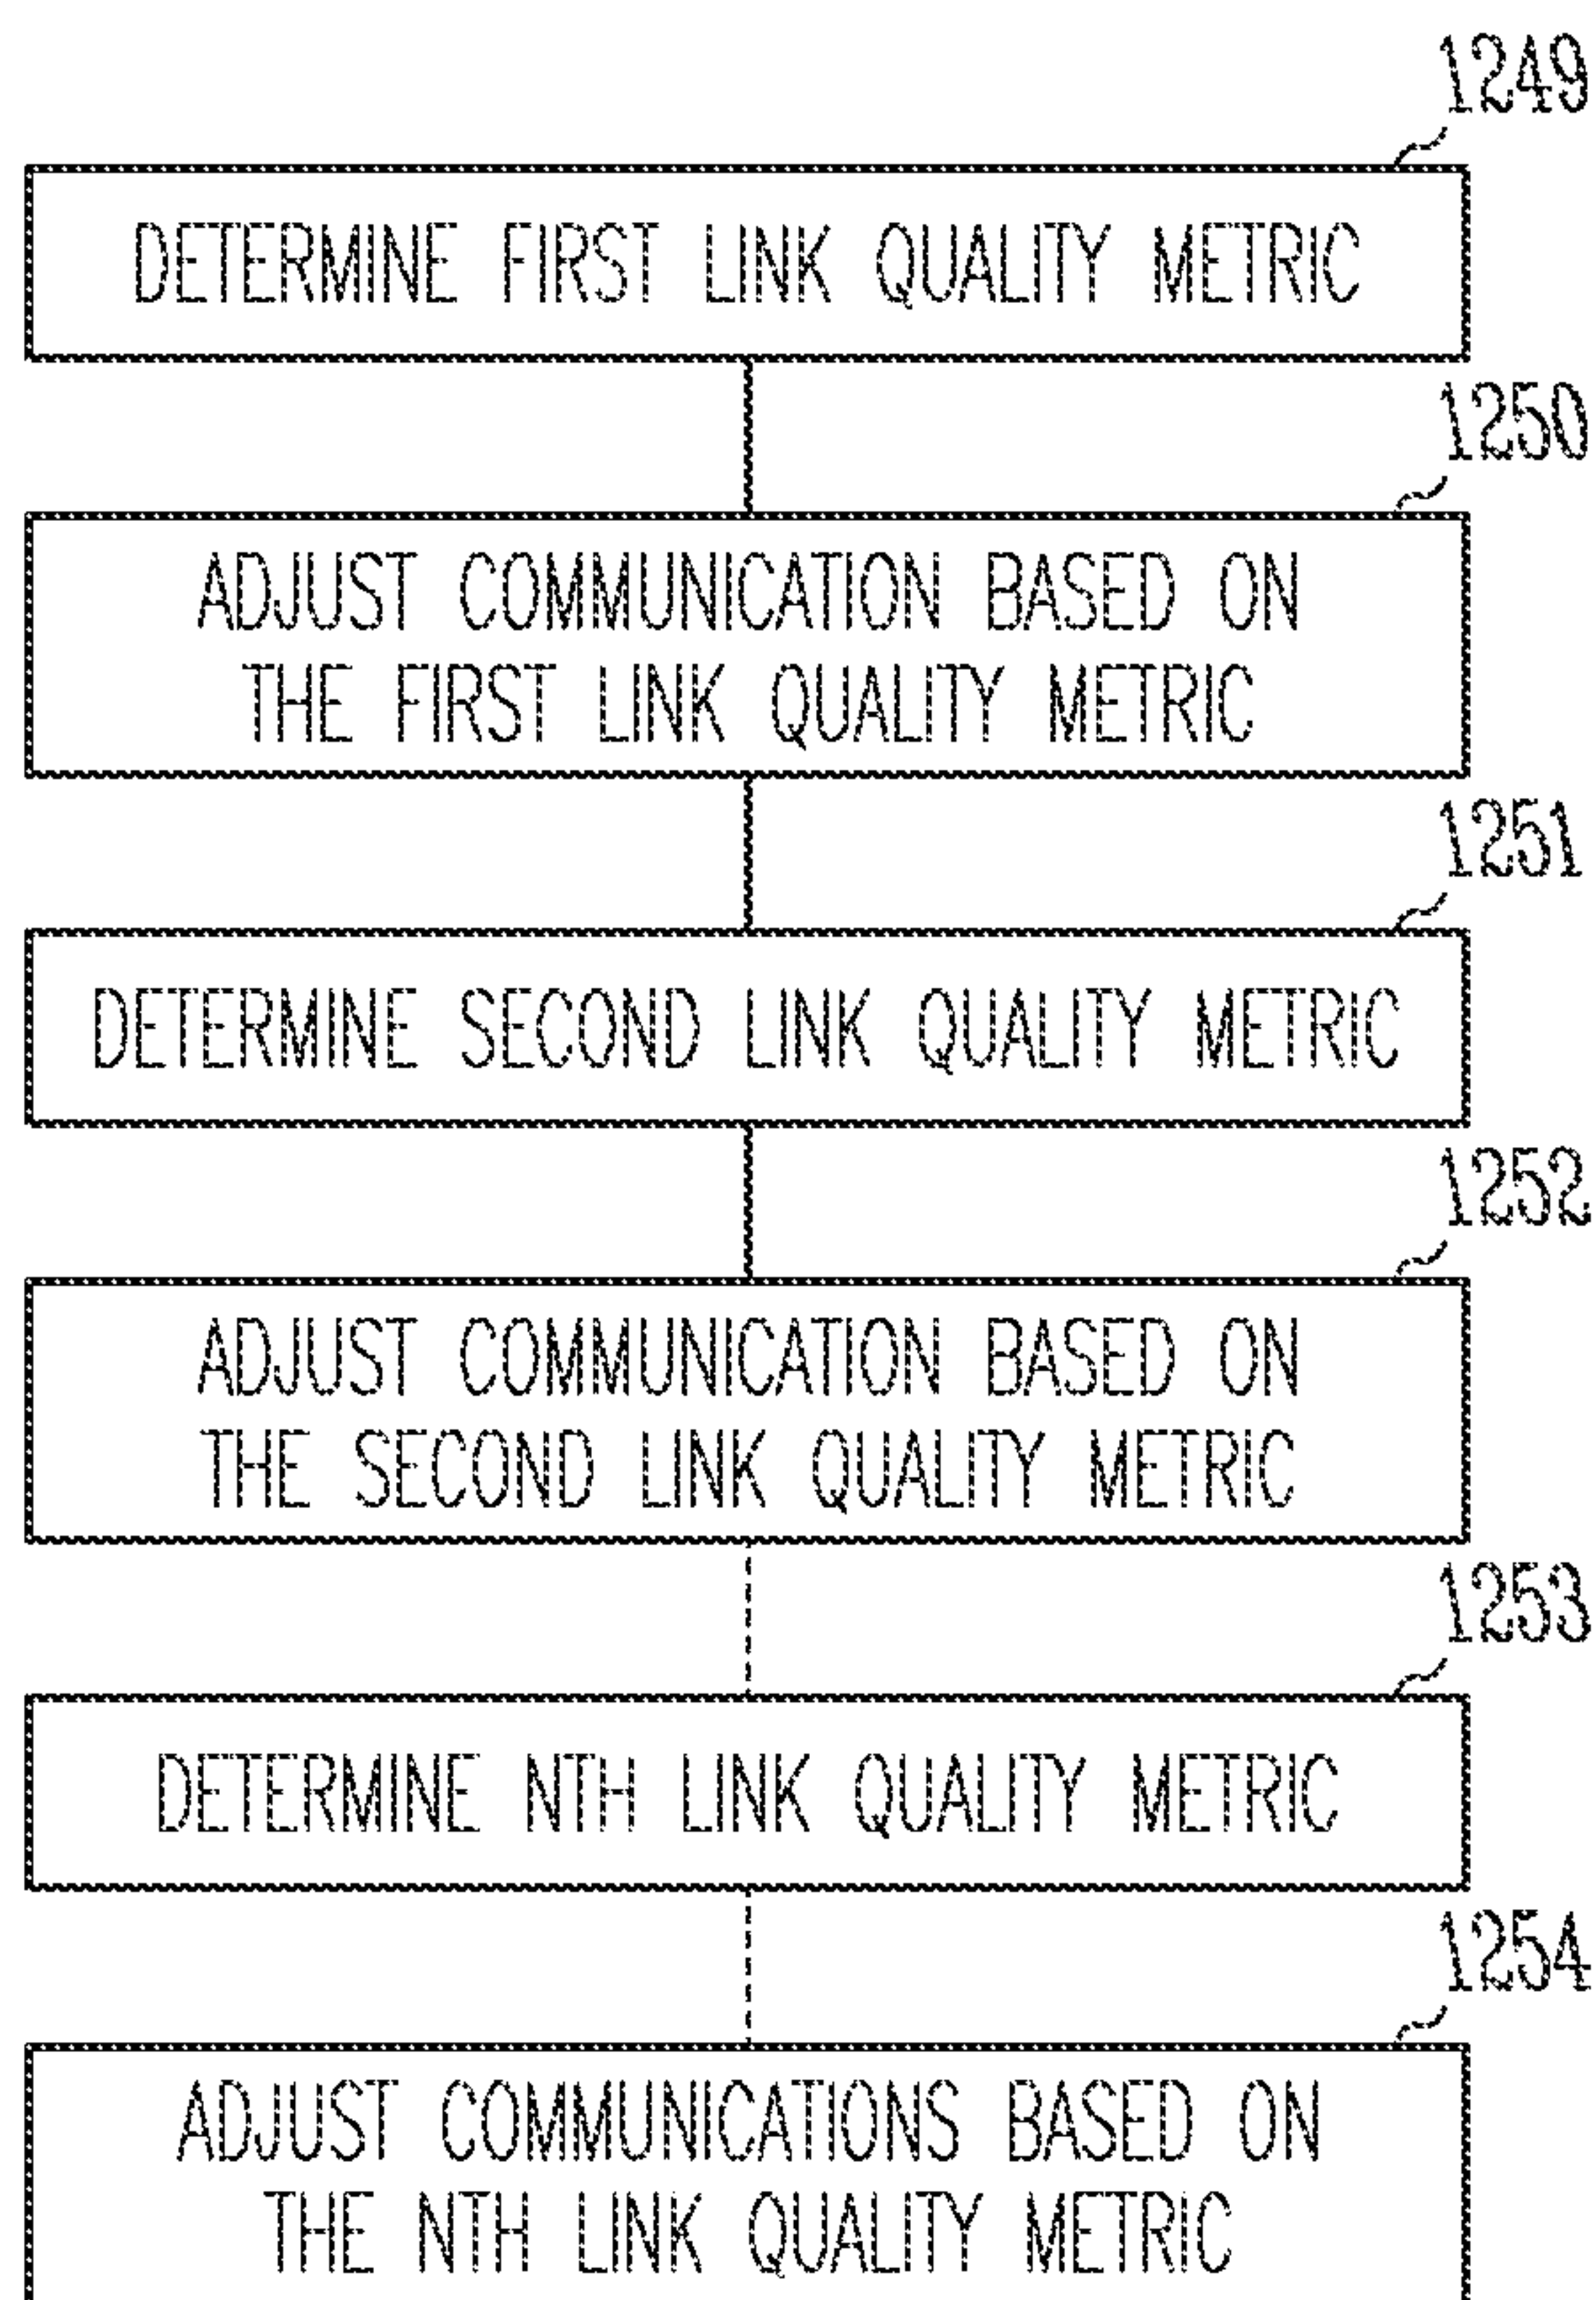 1249
DETERMINE FIRST LINK QUALITY METRIC
1250
ADJUST COMMUNICATION BASED ON
THE FIRST LINK QUALITY METRIC
1251
DETERMINE SECOND LINK QUALITY METRIC
1252
ADJUST COMMUNICATION BASED ON
THE SECOND LINK QUALITY METRIC
1253
DETERMINE NTH LINK QUALITY METRIC
1254
ADJUST COMMUNICATIONS BASED ON
THE NTH LINK QUALITY METRIC